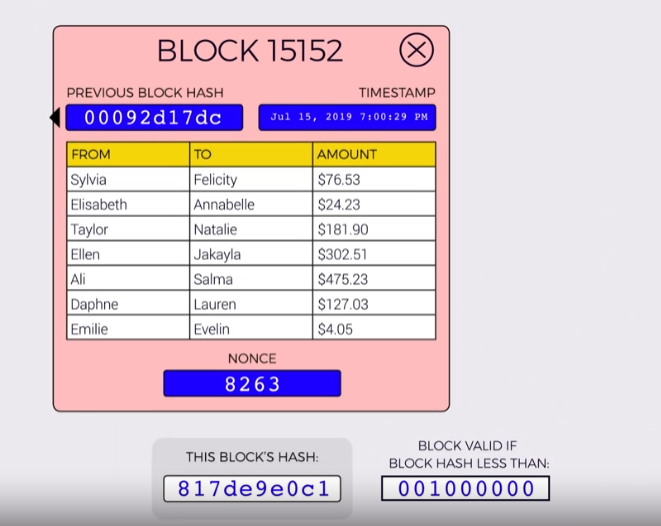 BLOCK 15152
PREVIOUS BLOCK HASH TIMESTAMP
00092d17dc Jul 15, 2019 7:00:29 PM
FROM TO AMOUNT
Sylvia Felicity $76.53
Elisabeth Annabelle $24.23
Taylor Natalie $181.90
Ellen Jakayla $302.51
Ali Salma $475.23
Daphne Lauren $127.03
Emilie Evelin $4.05
NONCE
8263
THIS BLOCK'S HASH:
817de9e0c1
BLOCK VALID IF
BLOCK HASH LESS THAN:
001000000